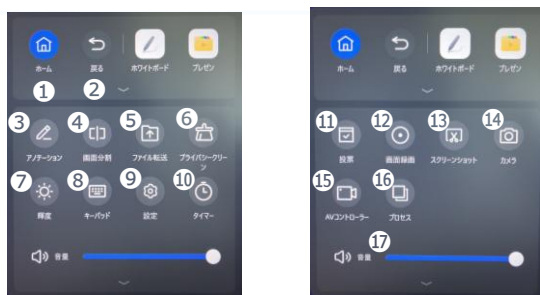 ホーム 戻る ホワイトボード プレゼン
① ②
③ ④ ⑤ ⑥
アノテーション 画面分割 ファイル転送 プライバシークリーン
⑦ ⑧ ⑨ ⑩
輝度 キーパッド 設定 タイマー
音量
ホーム 戻る ホワイトボード プレゼン
⑪ ⑫ ⑬ ⑭
投票 画面録画 スクリーンショット カメラ
⑮ ⑯
AVコントローラー プロセス
⑰
音量